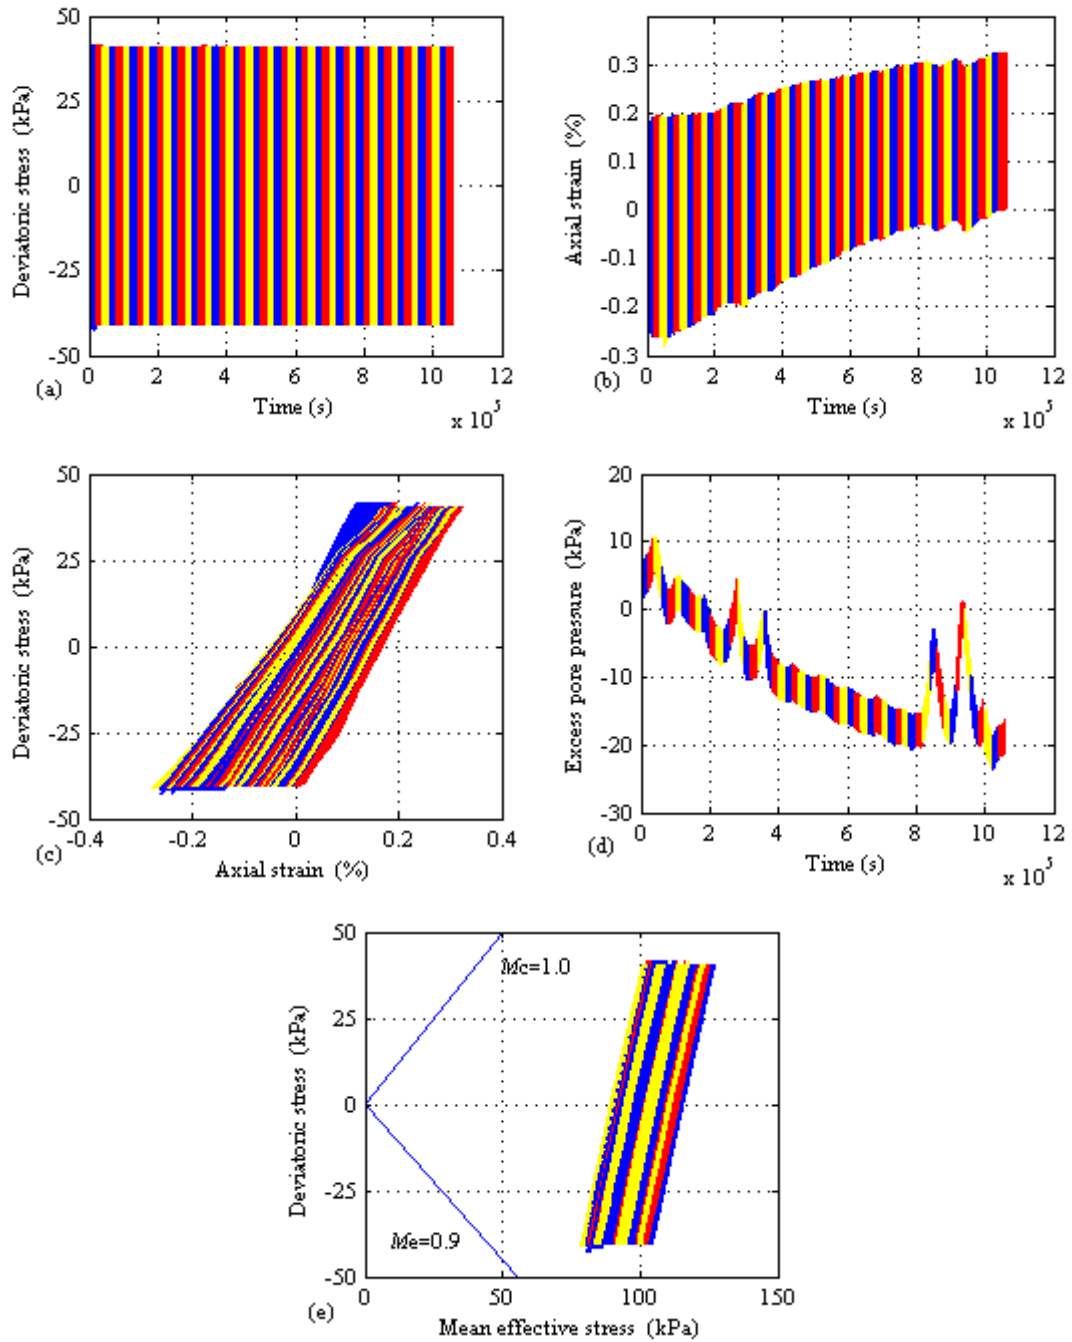 50
25
0
-25
-50
0 2 4 6 8 10 12
Deviatoric stress (kPa)
Time (s)
x 10^5
(a)
0.3
0.2
0.1
0
-0.1
-0.2
-0.3
0 2 4 6 8 10 12
Axial strain (%)
Time (s)
x 10^5
(b)
50
25
0
-25
-50
-0.4 -0.2 0 0.2 0.4
Deviatoric stress (kPa)
Axial strain (%)
(c)
20
10
0
-10
-20
-30
0 2 4 6 8 10 12
Excess pore pressure (kPa)
Time (s)
x 10^5
(d)
50
25
0
-25
-50
0 50 100 150
Mc=1.0
Me=0.9
Deviatoric stress (kPa)
Mean effective stress (kPa)
(e)